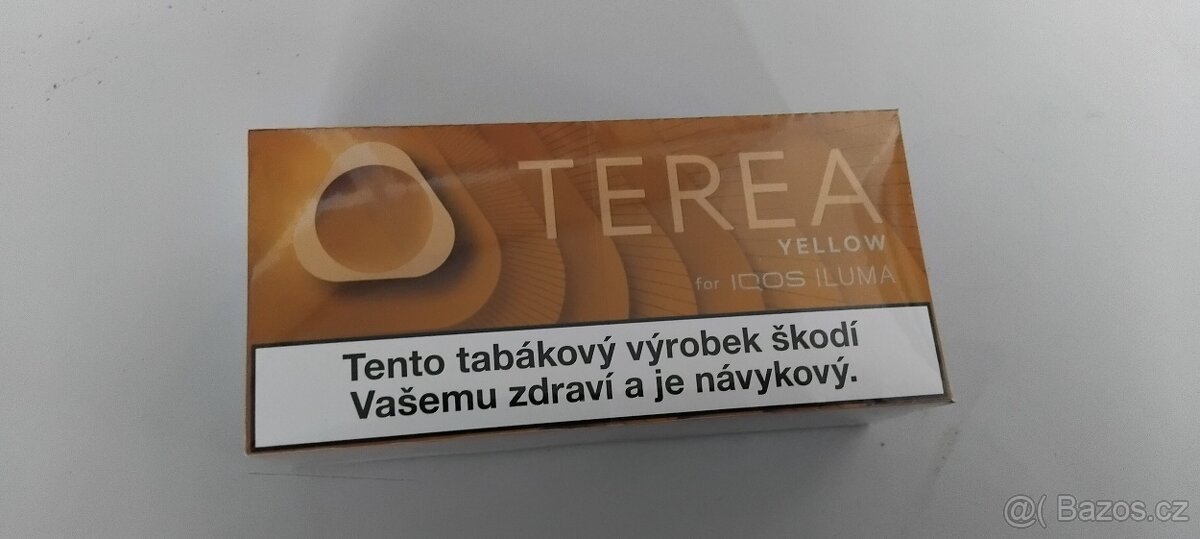 TEREA
YELLOW
for IQOS ILUMA
Tento tabákový výrobek škodí
Vašemu zdraví a je návykový.
@( Bazos.cz